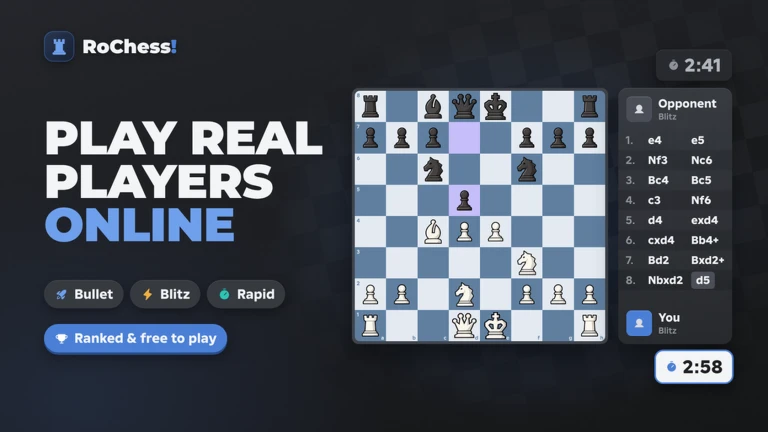 RoChess!
PLAY REAL
PLAYERS
ONLINE
Bullet
Blitz
Rapid
Ranked & free to play
2:41
Opponent
Blitz
1. e4 e5
2. Nf3 Nc6
3. Bc4 Bc5
4. c3 Nf6
5. d4 exd4
6. cxd4 Bb4+
7. Bd2 Bxd2+
8. Nbxd2 d5
You
Blitz
2:58